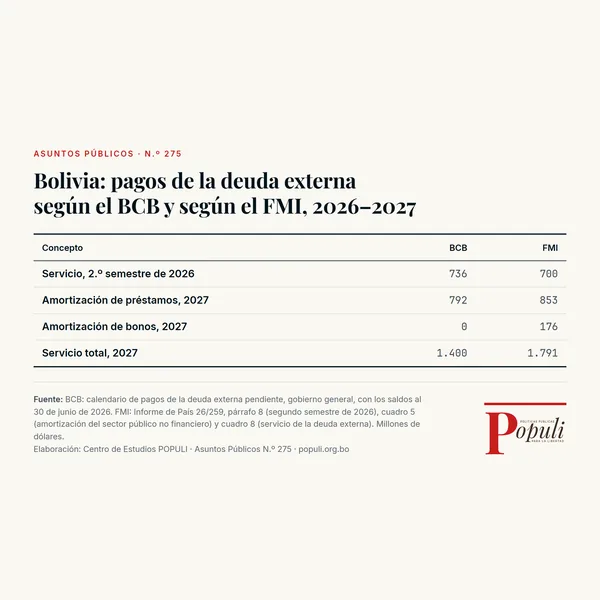 ASUNTOS PÚBLICOS · N.º 275
Bolivia: pagos de la deuda externa
según el BCB y según el FMI, 2026–2027
Concepto BCB FMI
Servicio, 2.º semestre de 2026 736 700
Amortización de préstamos, 2027 792 853
Amortización de bonos, 2027 0 176
Servicio total, 2027 1.400 1.791
Fuente: BCB: calendario de pagos de la deuda externa pendiente, gobierno general, con los saldos al
30 de junio de 2026. FMI: Informe de País 26/259, párrafo 8 (segundo semestre de 2026), cuadro 5
(amortización del sector público no financiero) y cuadro 8 (servicio de la deuda externa). Millones de
dólares.
Elaboración: Centro de Estudios POPULI · Asuntos Públicos N.º 275 · populi.org.bo
POLÍTICAS PÚBLICAS
Populi
PARA LA LIBERTAD